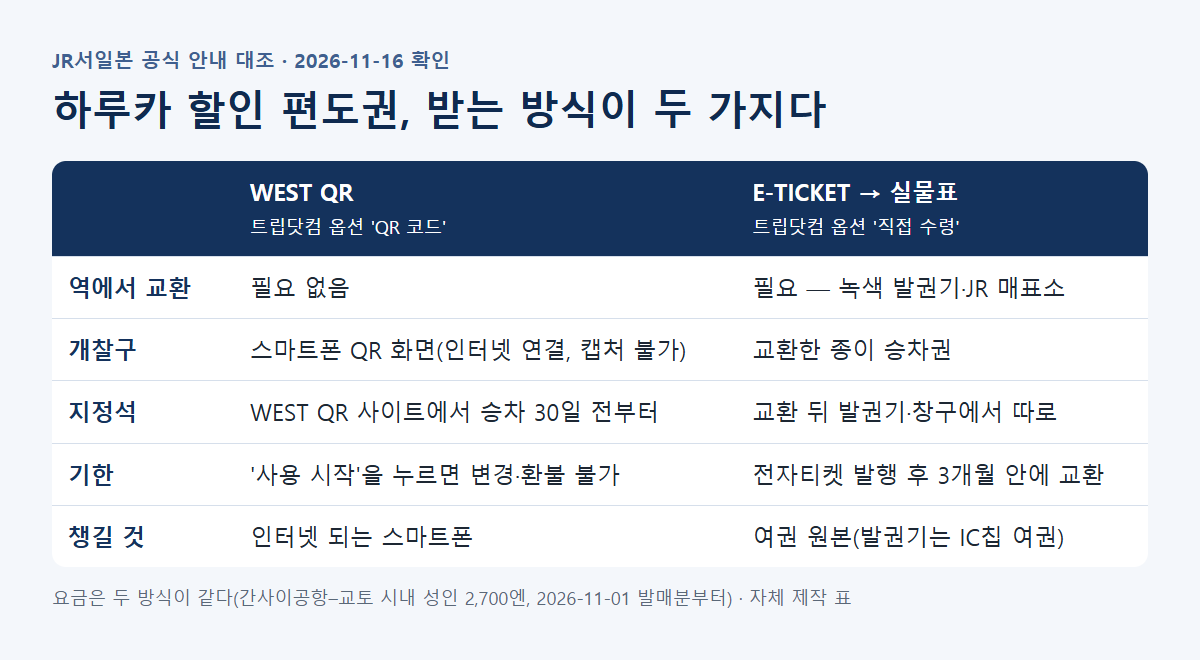 JR서일본 공식 안내 대조 · 2026-11-16 확인
하루카 할인 편도권, 받는 방식이 두 가지다
WEST QR
트립닷컴 옵션 'QR 코드'
E-TICKET → 실물표
트립닷컴 옵션 '직접 수령'
역에서 교환
필요 없음
필요 — 녹색 발권기·JR 매표소
개찰구
스마트폰 QR 화면(인터넷 연결, 캡처 불가)
교환한 종이 승차권
지정석
WEST QR 사이트에서 승차 30일 전부터
교환 뒤 발권기·창구에서 따로
기한
'사용 시작'을 누르면 변경·환불 불가
전자티켓 발행 후 3개월 안에 교환
챙길 것
인터넷 되는 스마트폰
여권 원본(발권기는 IC칩 여권)
요금은 두 방식이 같다(간사이공항–교토 시내 성인 2,700엔, 2026-11-01 발매분부터) · 자체 제작 표